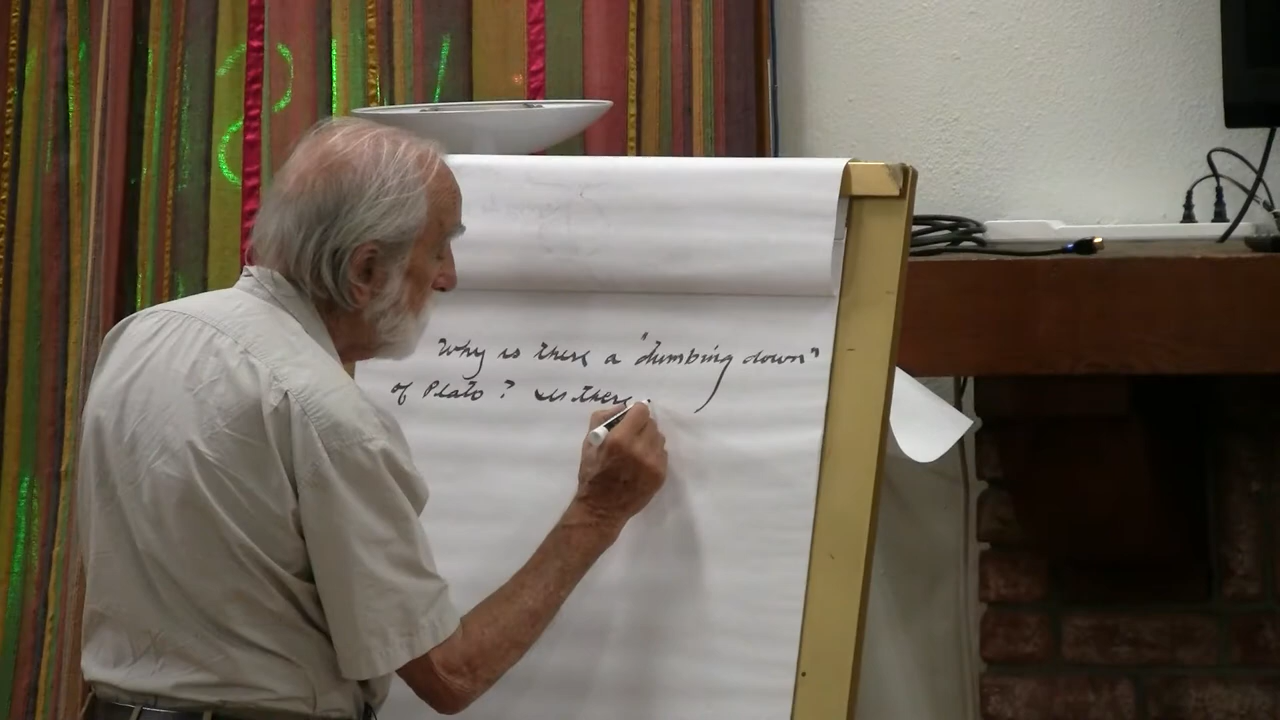 Why is there a "dumbing down"
of Plato? Is there